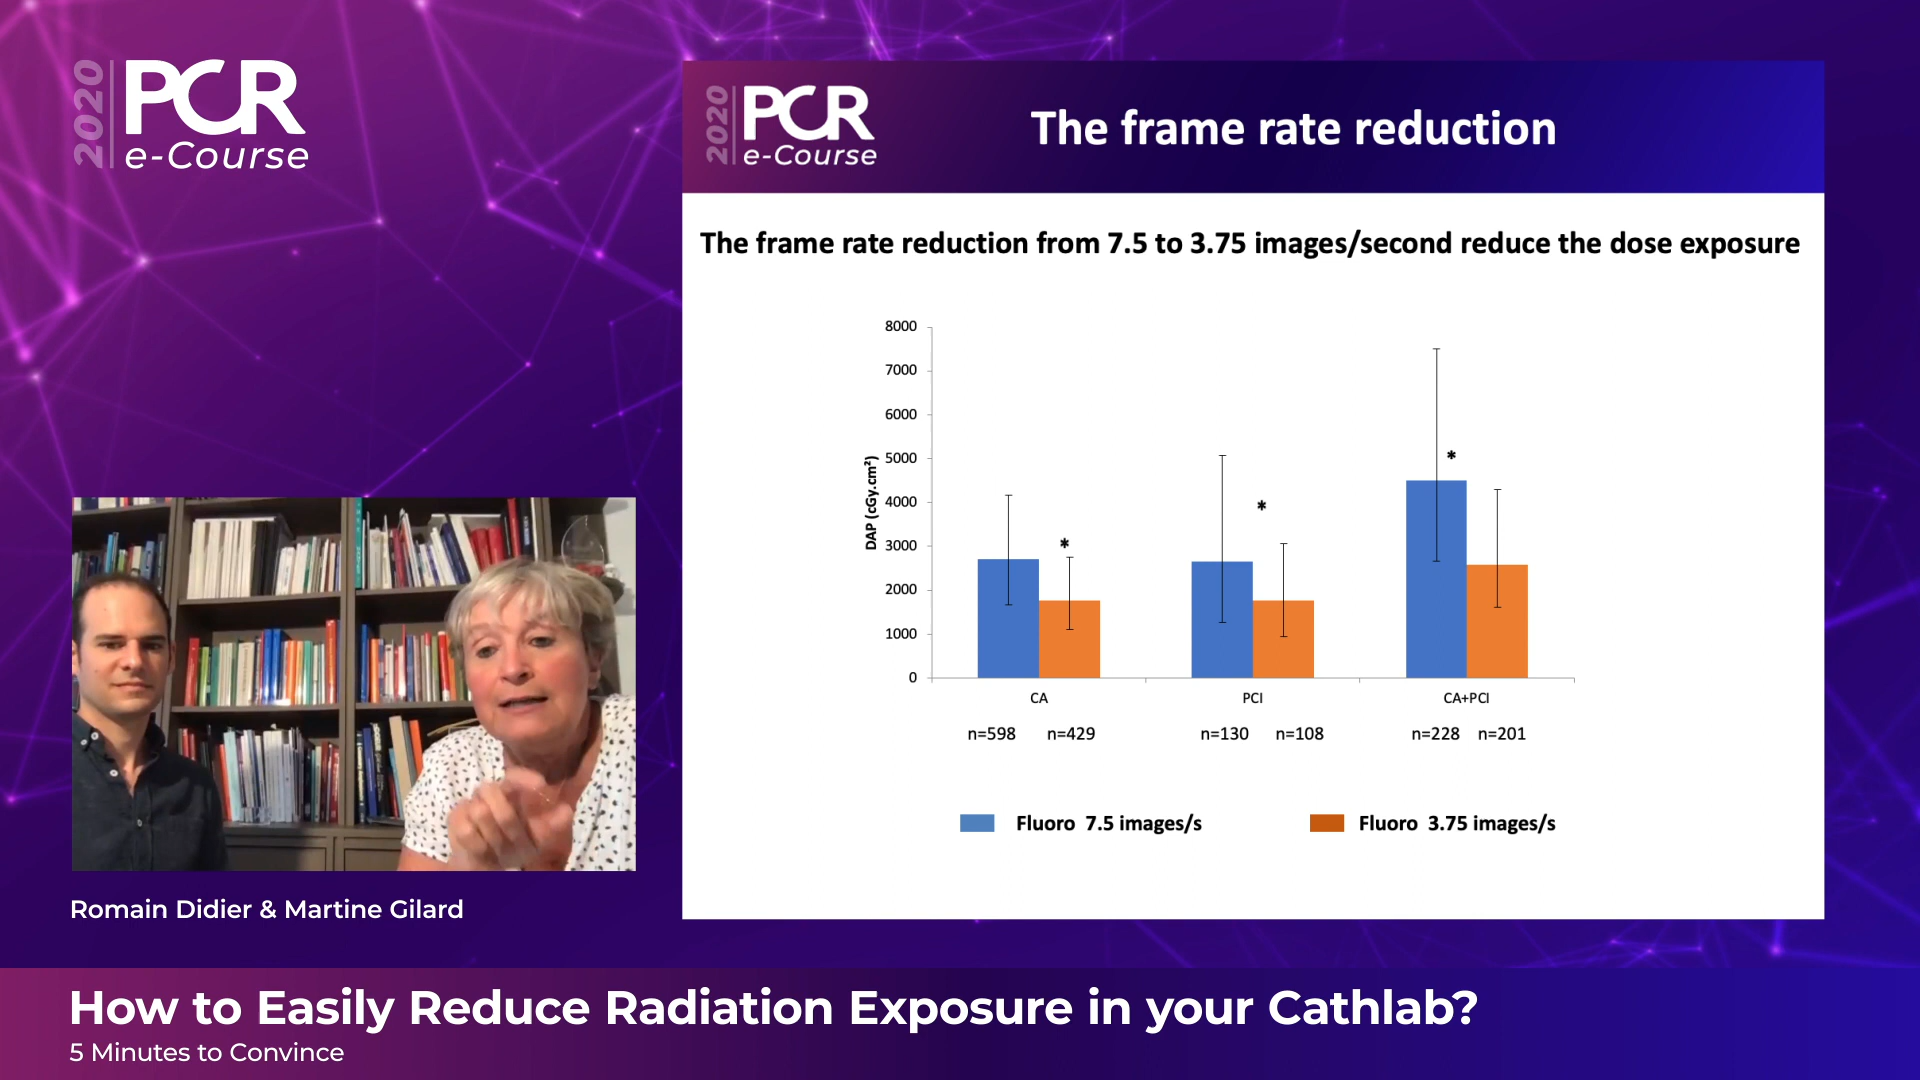 2020
PCR
e-Course
2020
PCR
e-Course
The frame rate reduction
The frame rate reduction from 7.5 to 3.75 images/second reduce the dose exposure
DAP (cGy.cm²)
8000
7000
6000
5000
4000
3000
2000
1000
0
*
*
*
CA
PCI
CA+PCI
n=598 n=429
n=130 n=108
n=228 n=201
Fluoro 7.5 images/s
Fluoro 3.75 images/s
Romain Didier & Martine Gilard
How to Easily Reduce Radiation Exposure in your Cathlab?
5 Minutes to Convince